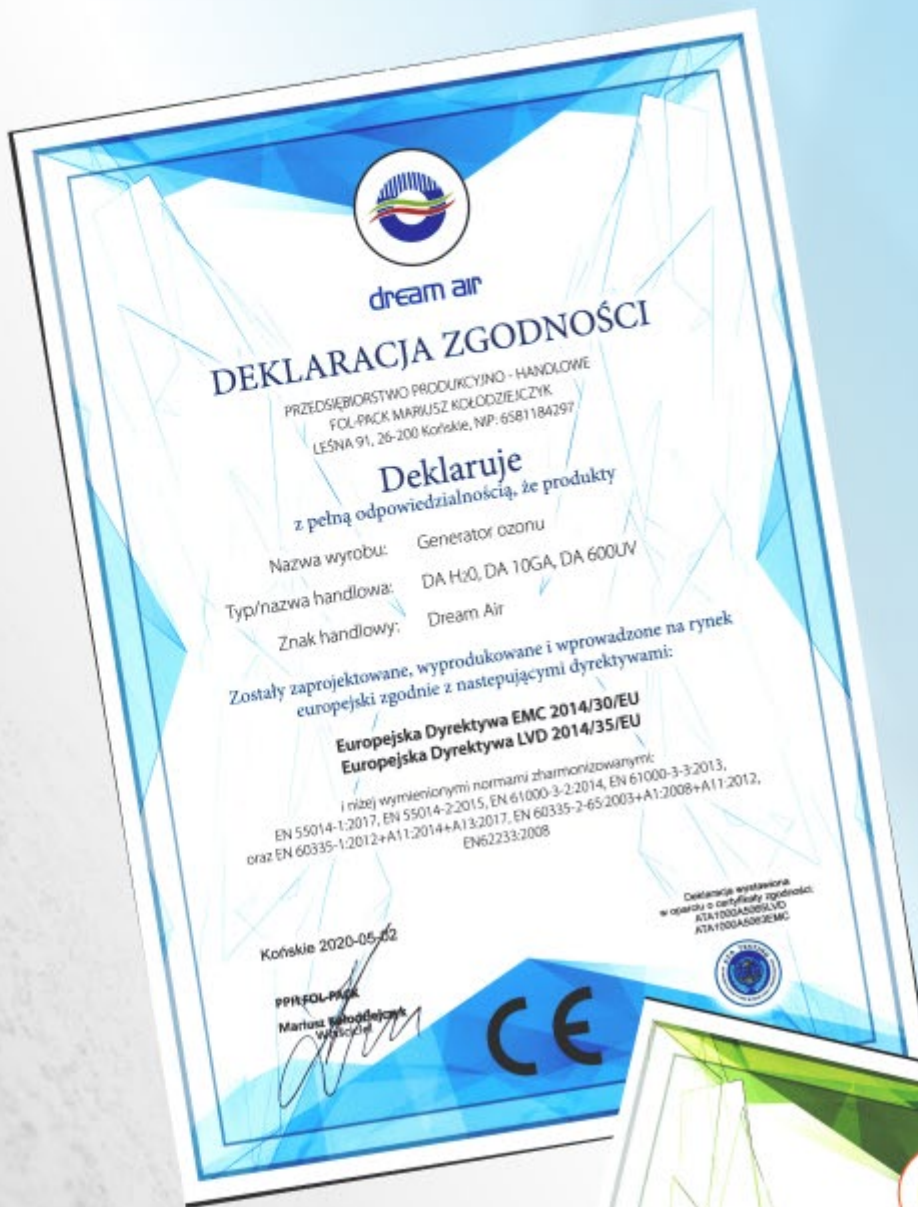 dream air
DEKLARACJA ZGODNOŚCI
PRZEDSIĘBIORSTWO PRODUKCYJNO - HANDLOWE
FOL-PACK MARIUSZ KOŁODZIEJCZYK
LEŚNA 91, 26-200 Końskie, NIP: 6581184297
Deklaruje
z pełną odpowiedzialnością, że produkty
Nazwa wyrobu: Generator ozonu
Typ/nazwa handlowa: DA H20, DA 10GA, DA 600UV
Znak handlowy: Dream Air
Zostały zaprojektowane, wyprodukowane i wprowadzone na rynek
europejski zgodnie z nastepującymi dyrektywami:
Europejska Dyrektywa EMC 2014/30/EU
Europejska Dyrektywa LVD 2014/35/EU
i niżej wymienionymi normami zharmonizowanymi:
EN 55014-1:2017, EN 55014-2:2015, EN 61000-3-2:2014, EN 61000-3-3:2013,
oraz EN 60335-1:2012+A11:2014+A13:2017, EN 60335-2-65:2003+A1:2008+A11:2012,
EN62233:2008
Deklaracja wystawiona
w oparciu o certyfikaty zgodności:
ATA1000A5085LVD
ATA1000A5083EMC
Końskie 2020-05-02
PPH FOL-PACK
Mariusz Kołodziejczyk
Właściciel
CE